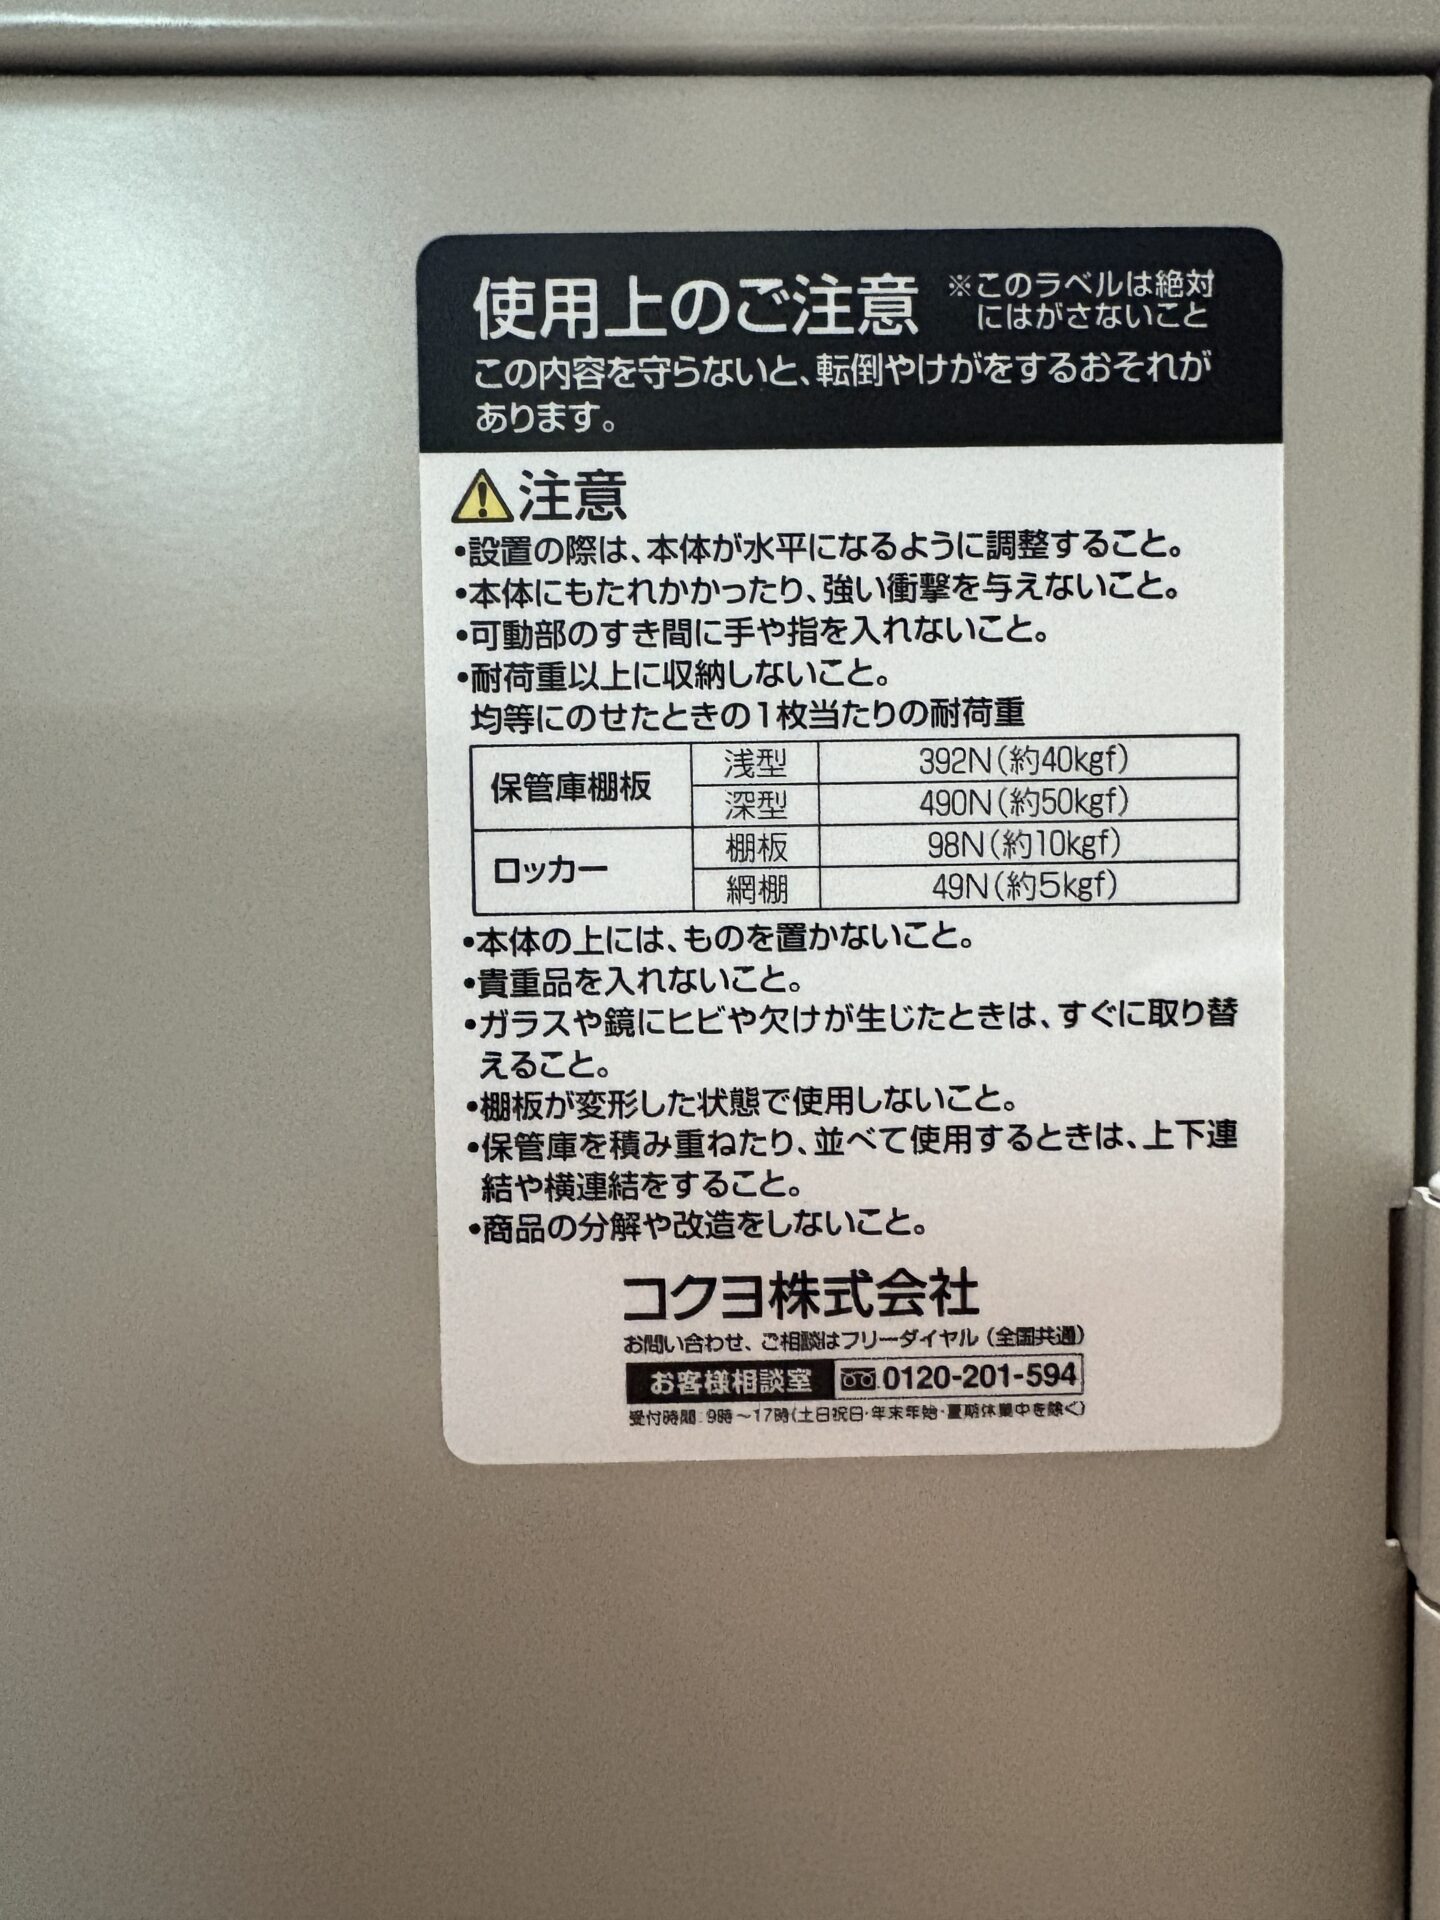 使用上のご注意 ※このラベルは絶対
にはがさないこと
この内容を守らないと、転倒やけがをするおそれが
あります。
注意
•設置の際は、本体が水平になるように調整すること。
•本体にもたれかかったり、強い衝撃を与えないこと。
•可動部のすき間に手や指を入れないこと。
•耐荷重以上に収納しないこと。
均等にのせたときの1枚当たりの耐荷重
保管庫棚板 浅型 392N(約40kgf)
深型 490N(約50kgf)
ロッカー 棚板 98N(約10kgf)
網棚 49N(約5kgf)
•本体の上には、ものを置かないこと。
•貴重品を入れないこと。
•ガラスや鏡にヒビや欠けが生じたときは、すぐに取り替
えること。
•棚板が変形した状態で使用しないこと。
•保管庫を積み重ねたり、並べて使用するときは、上下連
結や横連結をすること。
•商品の分解や改造をしないこと。
コクヨ株式会社
お問い合わせ、ご相談はフリーダイヤル(全国共通)
お客様相談室 0120-201-594
受付時間:9時〜17時(土日祝日・年末年始・夏期休業中を除く)